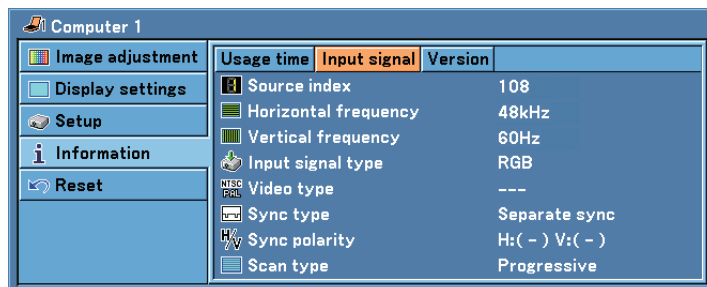 Computer 1
Image adjustment
Display settings
Setup
Information
Reset
Usage time Input signal Version
Source index 108
Horizontal frequency 48kHz
Vertical frequency 60Hz
Input signal type RGB
NTSC PAL Video type ---
Sync type Separate sync
H/V Sync polarity H:( – ) V:( – )
Scan type Progressive